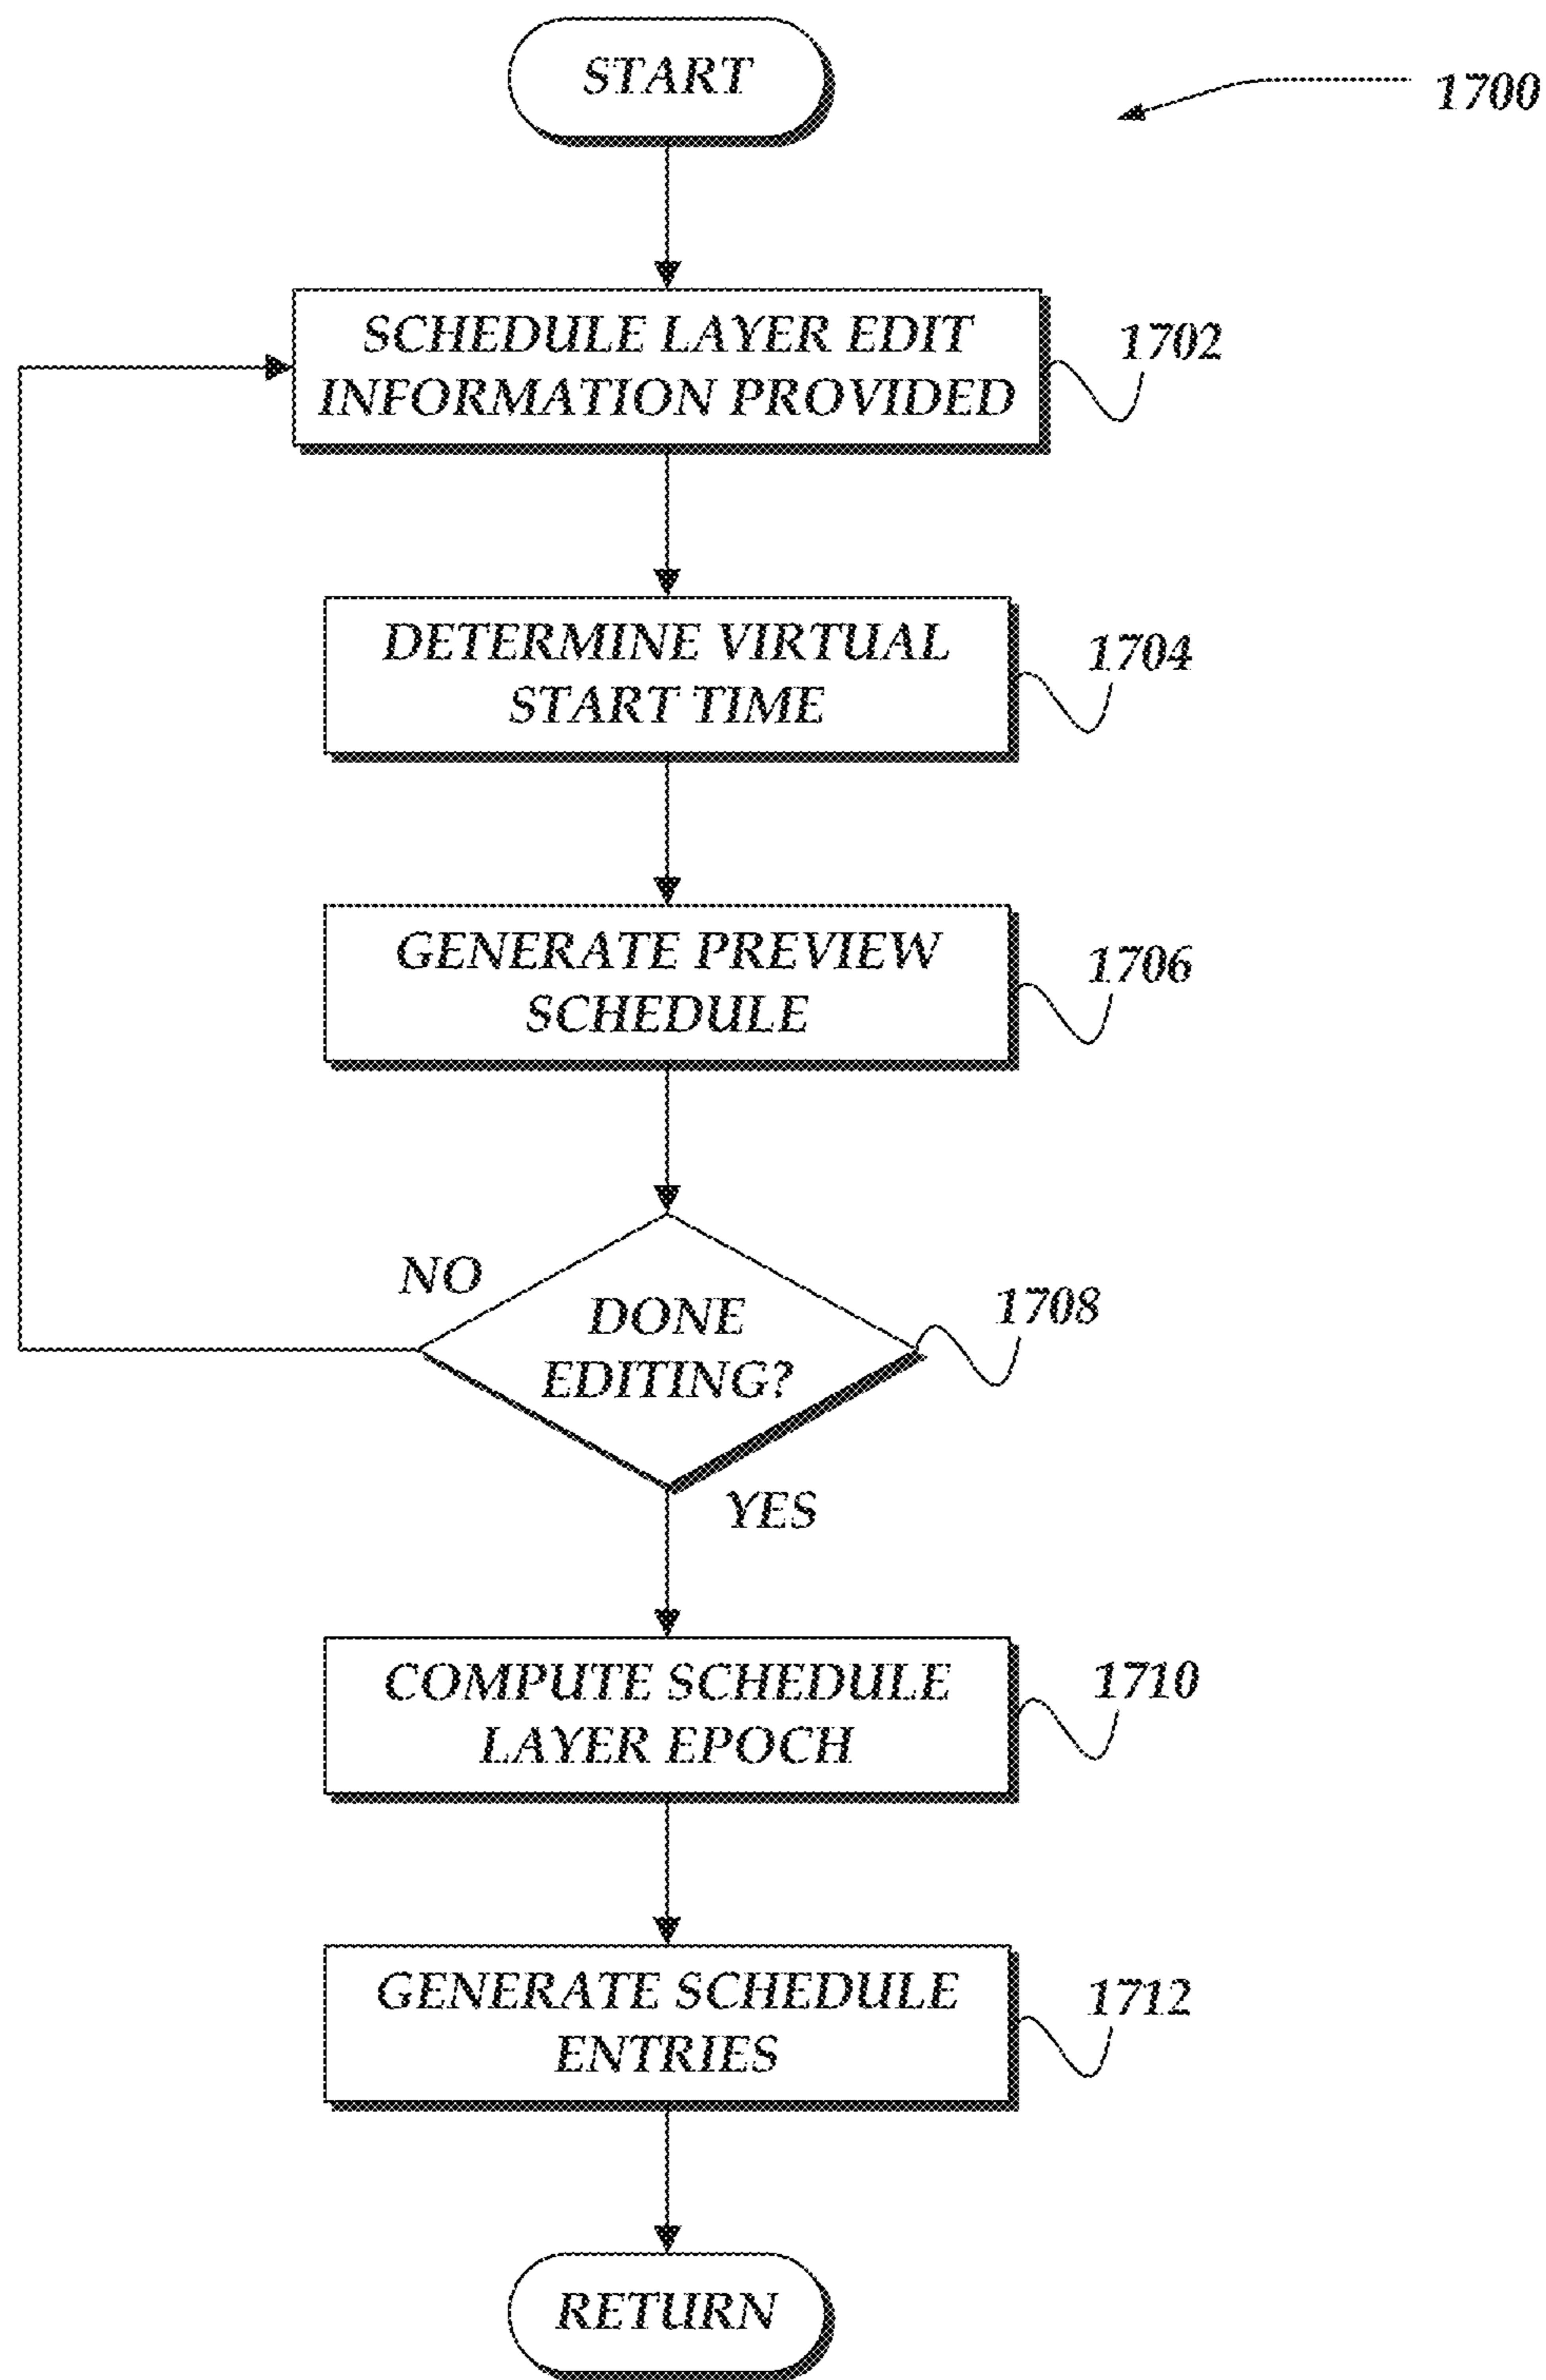 START
1700
SCHEDULE LAYER EDIT
INFORMATION PROVIDED
1702
DETERMINE VIRTUAL
START TIME
1704
GENERATE PREVIEW
SCHEDULE
1706
NO
DONE
EDITING?
1708
YES
COMPUTE SCHEDULE
LAYER EPOCH
1710
GENERATE SCHEDULE
ENTRIES
1712
RETURN